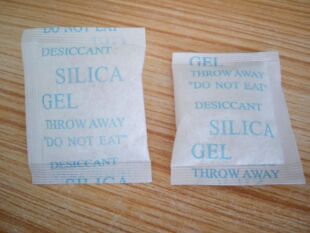 DO NOT EAT"
DESICCANT
SILICA
GEL
THROW AWAY
"DO NOT EAT"
DESICCANT
SILICA
GEL
THROW AWAY
"DO NOT EAT"
DESICCANT
SILICA
GEL
THROW AWAY